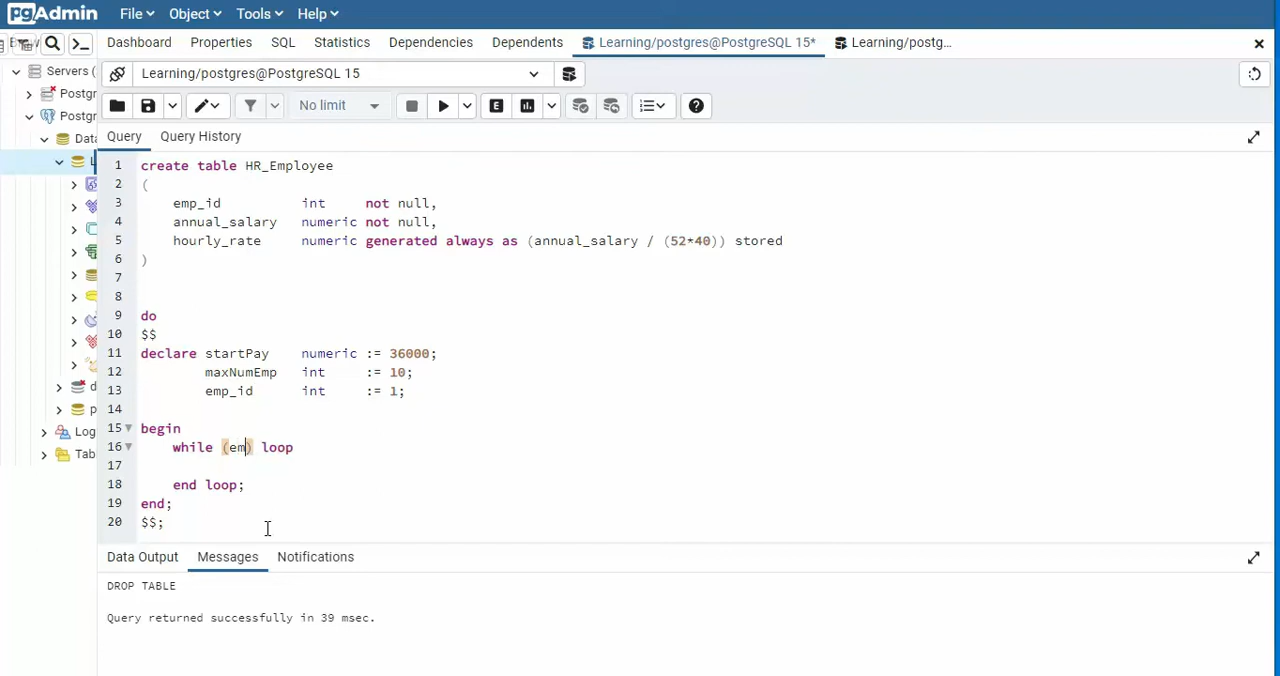 pgAdmin File Object Tools Help
Dashboard Properties SQL Statistics Dependencies Dependents Learning/postgres@PostgreSQL 15* Learning/postg...
Servers (
Learning/postgres@PostgreSQL 15
Postgr
No limit
Postgr
Query Query History
Data
1 create table HR_Employee
2 (
3 emp_id int not null,
4 annual_salary numeric not null,
5 hourly_rate numeric generated always as (annual_salary / (52*40)) stored
6 )
7
8
9 do
10 $$
11 declare startPay numeric := 36000;
12 maxNumEmp int := 10;
13 emp_id int := 1;
14
15 begin
16 while (em) loop
17
18 end loop;
19 end;
20 $$;
d
p
Log
Tab
Data Output Messages Notifications
DROP TABLE
Query returned successfully in 39 msec.